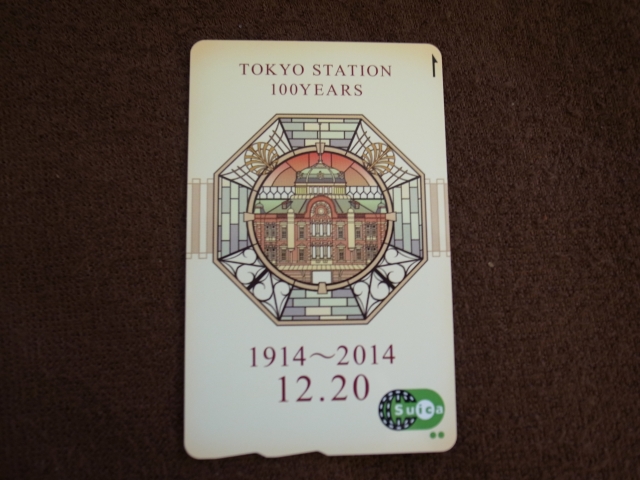 TOKYO STATION
100YEARS
1914～2014
12.20
Suica